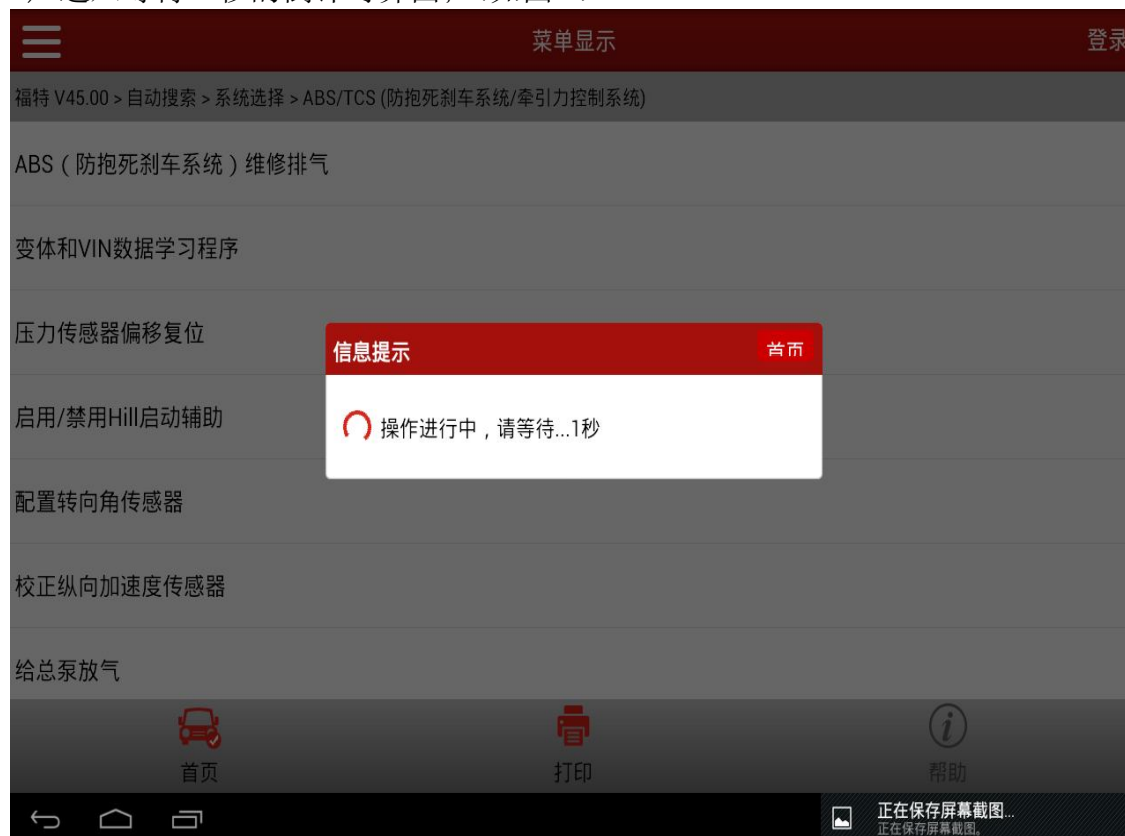 菜单显示
登录
福特 V45.00 > 自动搜索 > 系统选择 > ABS/TCS (防抱死刹车系统/牵引力控制系统)
ABS（防抱死刹车系统）维修排气
变体和VIN数据学习程序
压力传感器偏移复位
信息提示
首页
启用/禁用Hill启动辅助
操作进行中，请等待...1秒
配置转向角传感器
校正纵向加速度传感器
给总泵放气
首页
打印
帮助
正在保存屏幕截图...
正在保存屏幕截图。